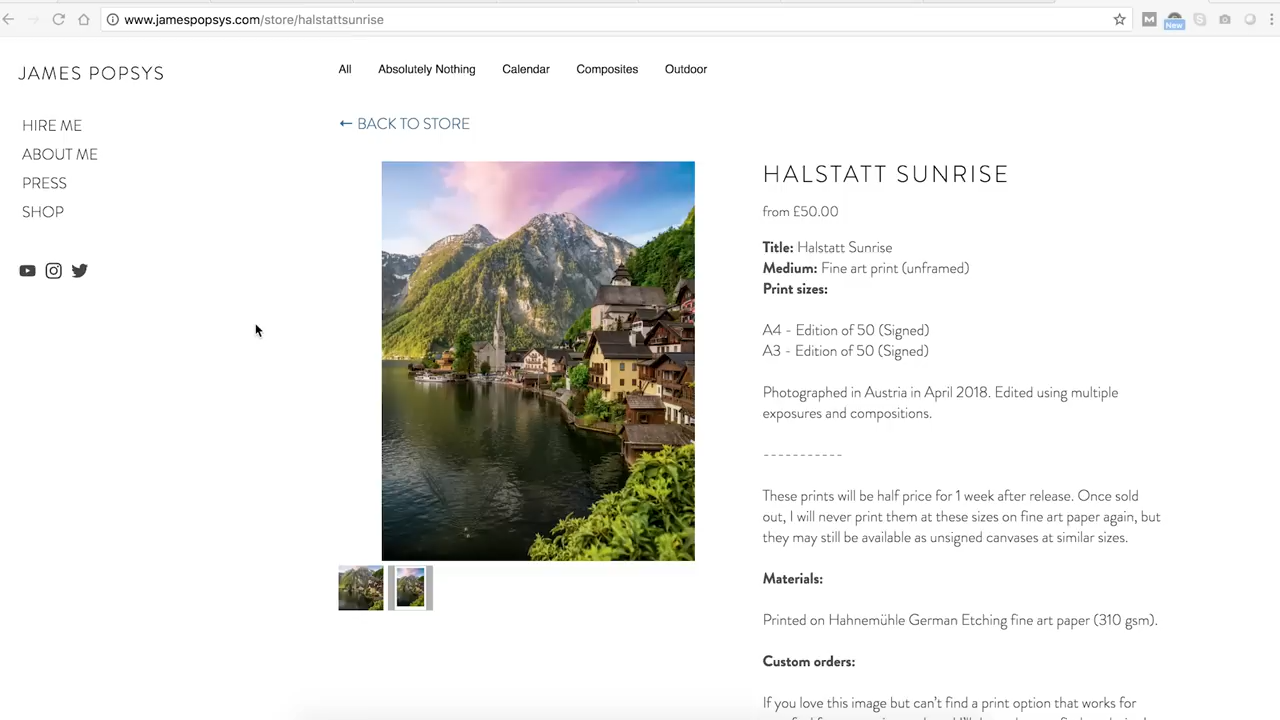 www.jamespopsys.com/store/halstattsunrise
New
JAMES POPSYS
All Absolutely Nothing Calendar Composites Outdoor
HIRE ME
ABOUT ME
PRESS
SHOP
← BACK TO STORE
HALSTATT SUNRISE
from £50.00
Title: Halstatt Sunrise
Medium: Fine art print (unframed)
Print sizes:
A4 - Edition of 50 (Signed)
A3 - Edition of 50 (Signed)
Photographed in Austria in April 2018. Edited using multiple
exposures and compositions.
-----------
These prints will be half price for 1 week after release. Once sold
out, I will never print them at these sizes on fine art paper again, but
they may still be available as unsigned canvases at similar sizes.
Materials:
Printed on Hahnemühle German Etching fine art paper (310 gsm).
Custom orders:
If you love this image but can't find a print option that works for